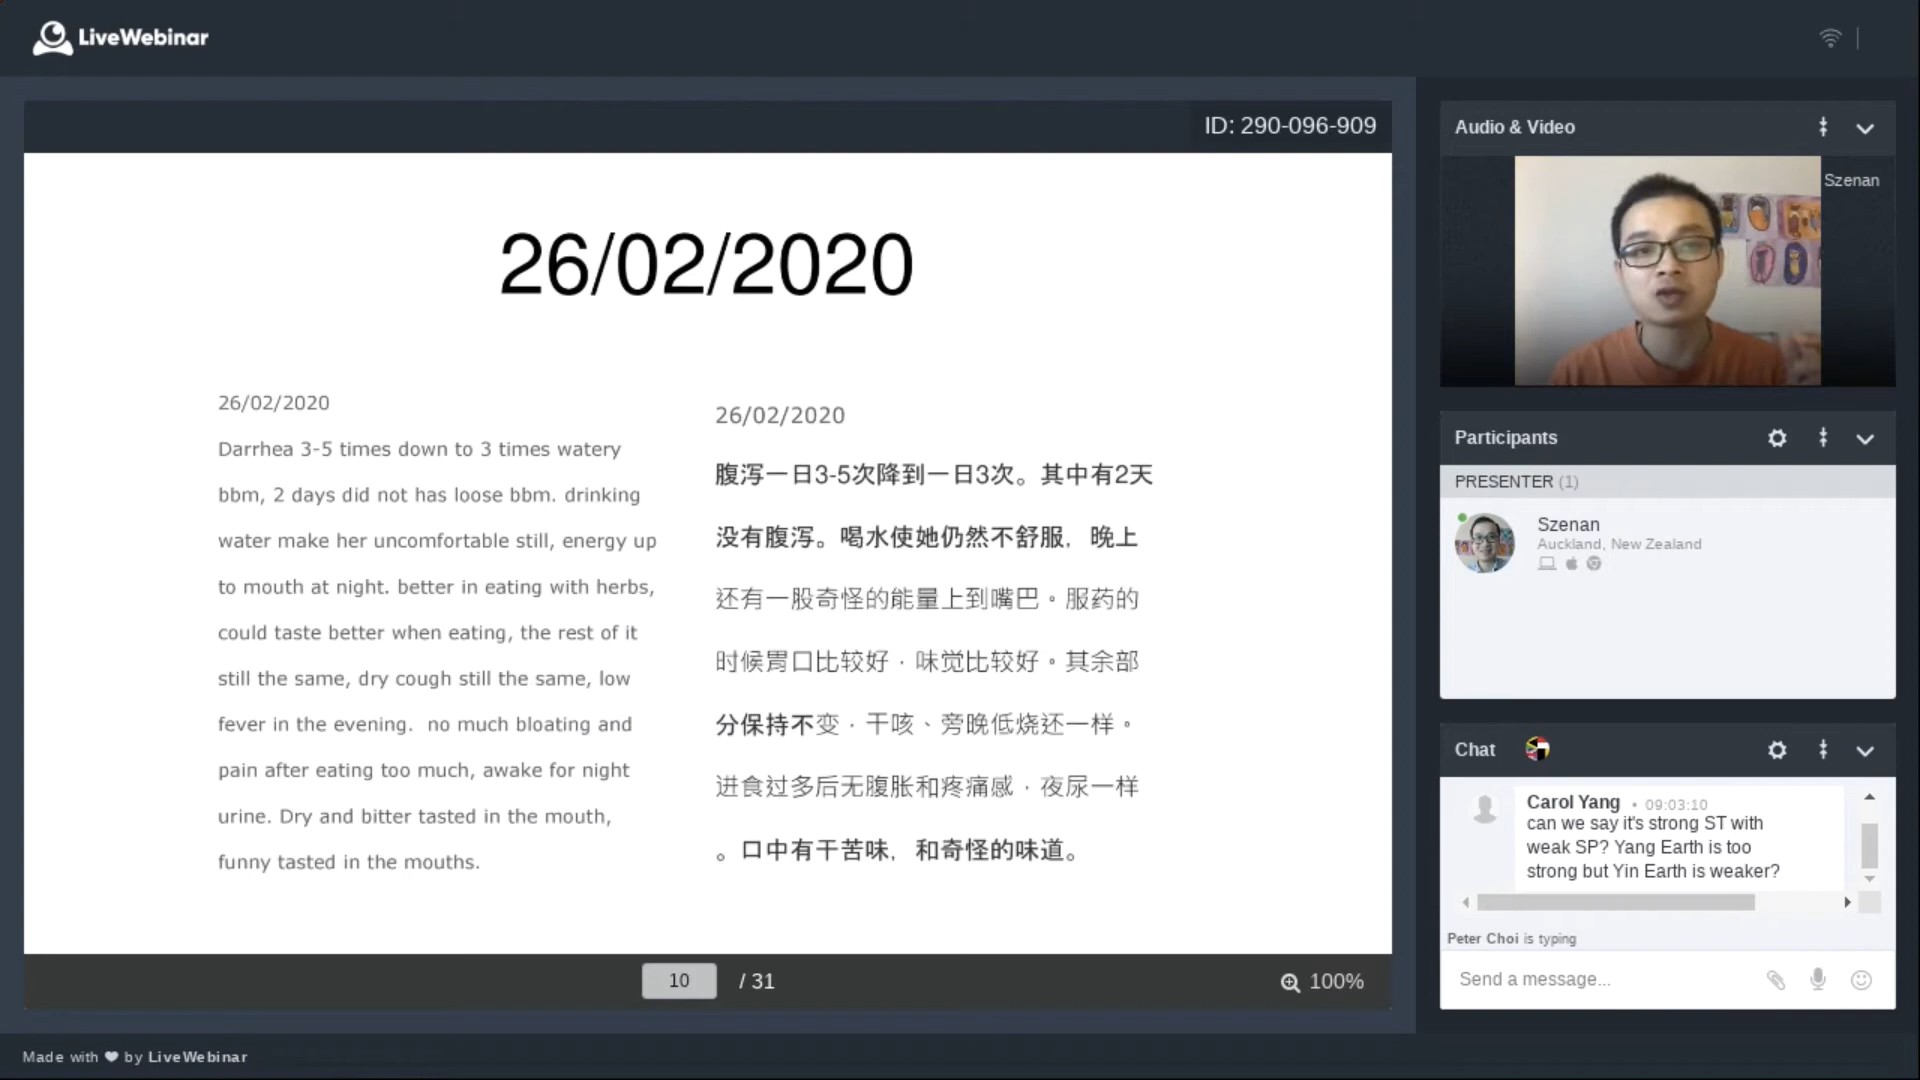 LiveWebinar
ID: 290-096-909
26/02/2020
26/02/2020
Darrhea 3-5 times down to 3 times watery
bbm, 2 days did not has loose bbm. drinking
water make her uncomfortable still, energy up
to mouth at night. better in eating with herbs,
could taste better when eating, the rest of it
still the same, dry cough still the same, low
fever in the evening.  no much bloating and
pain after eating too much, awake for night
urine. Dry and bitter tasted in the mouth,
funny tasted in the mouths.
26/02/2020
腹泻一日3-5次降到一日3次。其中有2天
没有腹泻。喝水使她仍然不舒服，晚上
还有一股奇怪的能量上到嘴巴。服药的
时候胃口比较好，味觉比较好。其余部
分保持不变，干咳、旁晚低烧还一样。
进食过多后无腹胀和疼痛感，夜尿一样
。口中有干苦味，和奇怪的味道。
10 / 31
100%
Audio & Video
Szenan
Participants
PRESENTER (1)
Szenan
Auckland, New Zealand
Chat
Carol Yang • 09:03:10
can we say it's strong ST with
weak SP? Yang Earth is too
strong but Yin Earth is weaker?
Peter Choi is typing
Send a message...
Made with ❤ by LiveWebinar